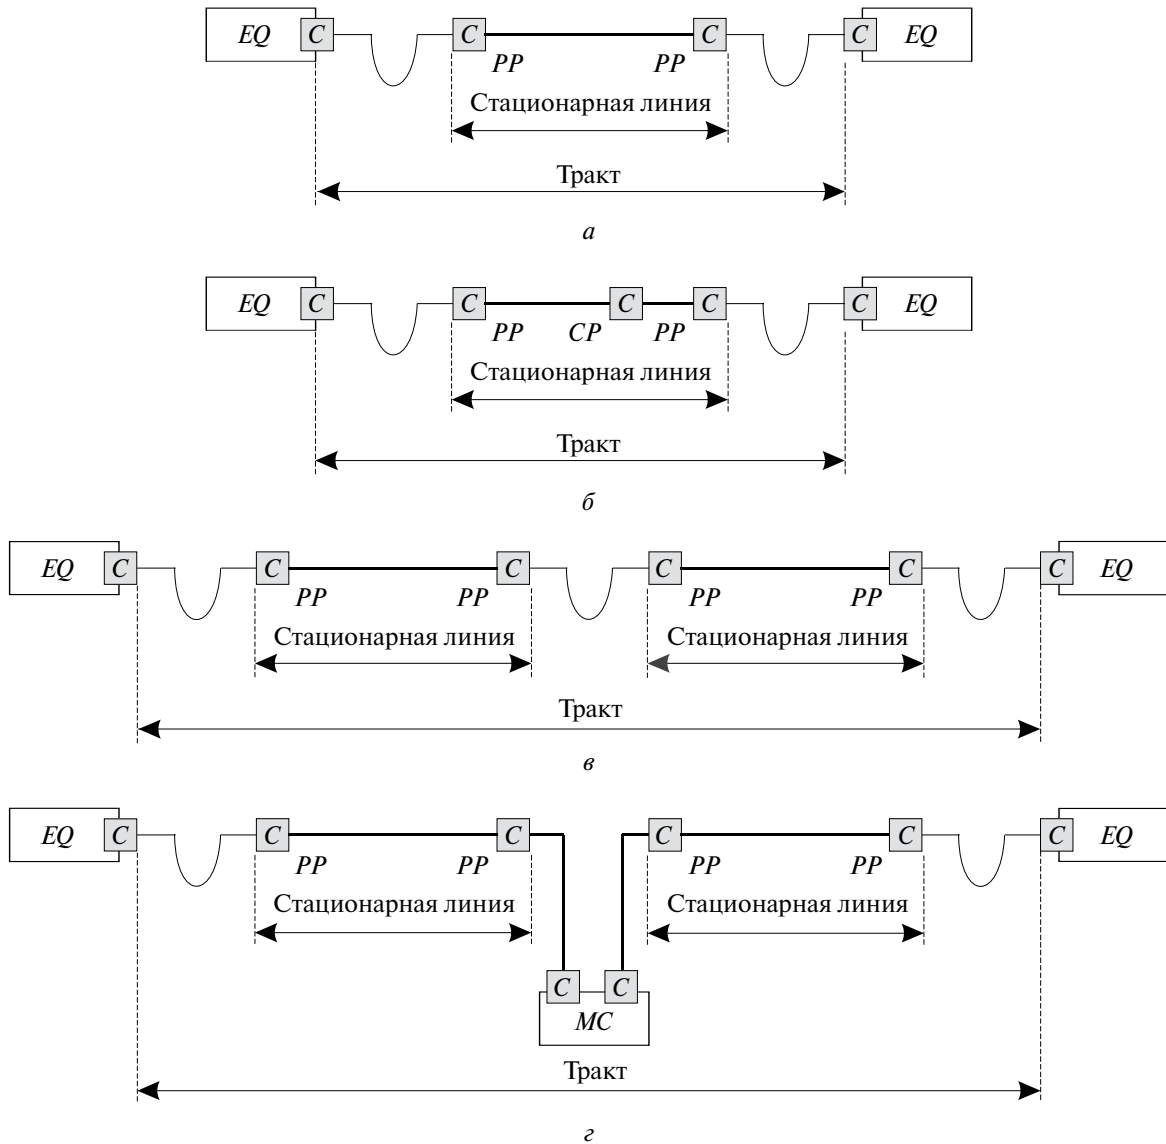 EQ C C C C EQ
PP PP
Стационарная линия
Тракт
а
EQ C C C C C EQ
PP CP PP
Стационарная линия
Тракт
б
EQ C C C C C C EQ
PP PP PP PP
Стационарная линия Стационарная линия
Тракт
в
EQ C C C C C C EQ
PP PP PP PP
Стационарная линия Стационарная линия
C C
MC
Тракт
г